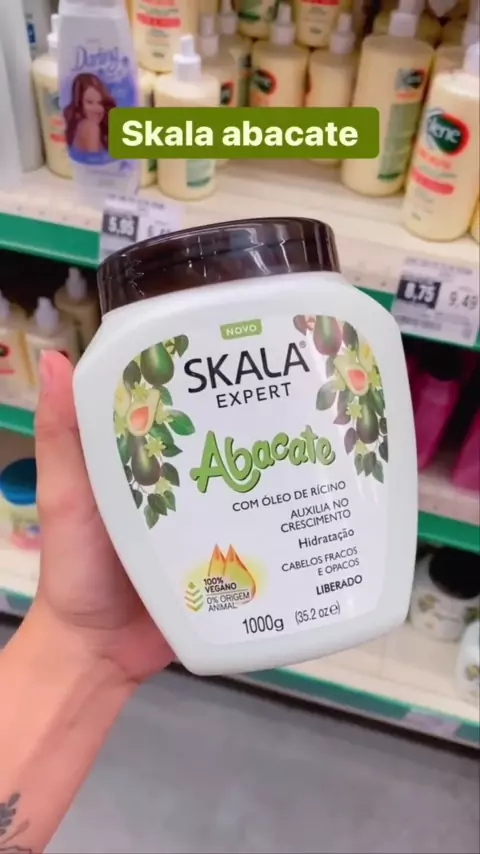 Skala abacate
5,95
8,75
9,49
NOVO
SKALA®
EXPERT
Abacate
COM ÓLEO DE RÍCINO
AUXILIA NO
CRESCIMENTO
Hidratação
CABELOS FRACOS
E OPACOS
LIBERADO
100%
VEGANO
0% ORIGEM
ANIMAL
1000g (35.2 oz e)